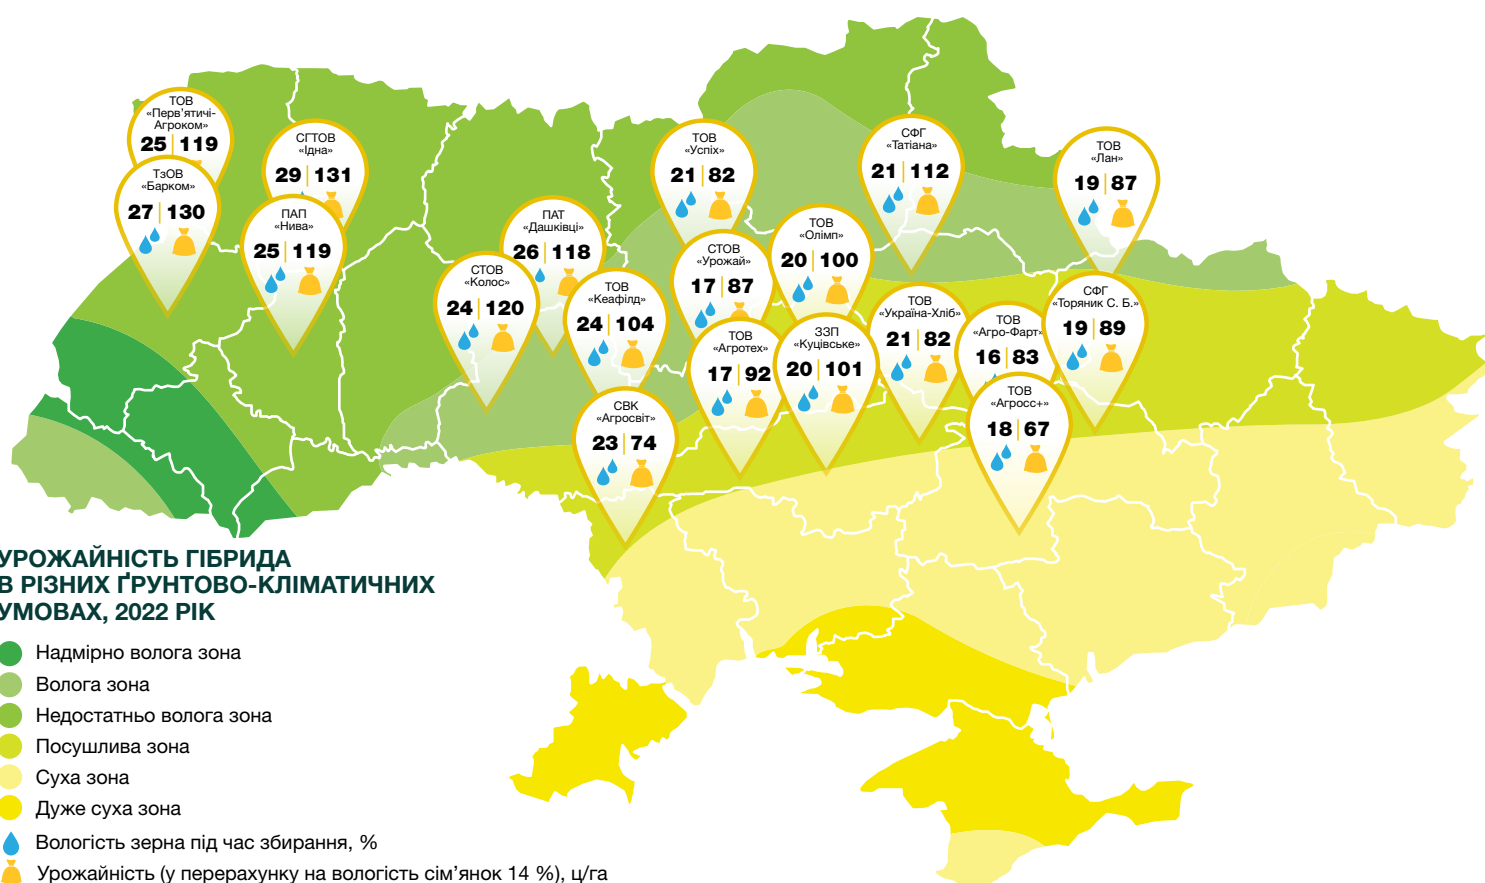 ТОВ
«Перв’ятичі-
Агроком»
25 | 119
ТзОВ
«Барком»
27 | 130
СГТОВ
«Їдна»
29 | 131
ПАП
«Нива»
25 | 119
ПАТ
«Дашківці»
26 | 118
СТОВ
«Колос»
24 | 120
ТОВ
«Кеафілд»
24 | 104
СВК
«Агросвіт»
23 | 74
ТОВ
«Успіх»
21 | 82
СТОВ
«Урожай»
17 | 87
ТОВ
«Агротех»
17 | 92
ТОВ
«Олімп»
20 | 100
ЗЗП
«Куцівське»
20 | 101
СФГ
«Татіана»
21 | 112
ТОВ
«Україна-Хліб»
21 | 82
ТОВ
«Агро-Фарт»
16 | 83
ТОВ
«Агросс+»
18 | 67
ТОВ
«Лан»
19 | 87
СФГ
«Торяник С. Б.»
19 | 89
УРОЖАЙНІСТЬ ГІБРИДА
В РІЗНИХ ҐРУНТОВО-КЛІМАТИЧНИХ
УМОВАХ, 2022 РІК
Надмірно волога зона
Волога зона
Недостатньо волога зона
Посушлива зона
Суха зона
Дуже суха зона
Вологість зерна під час збирання, %
Урожайність (у перерахунку на вологість сім’янок 14 %), ц/га